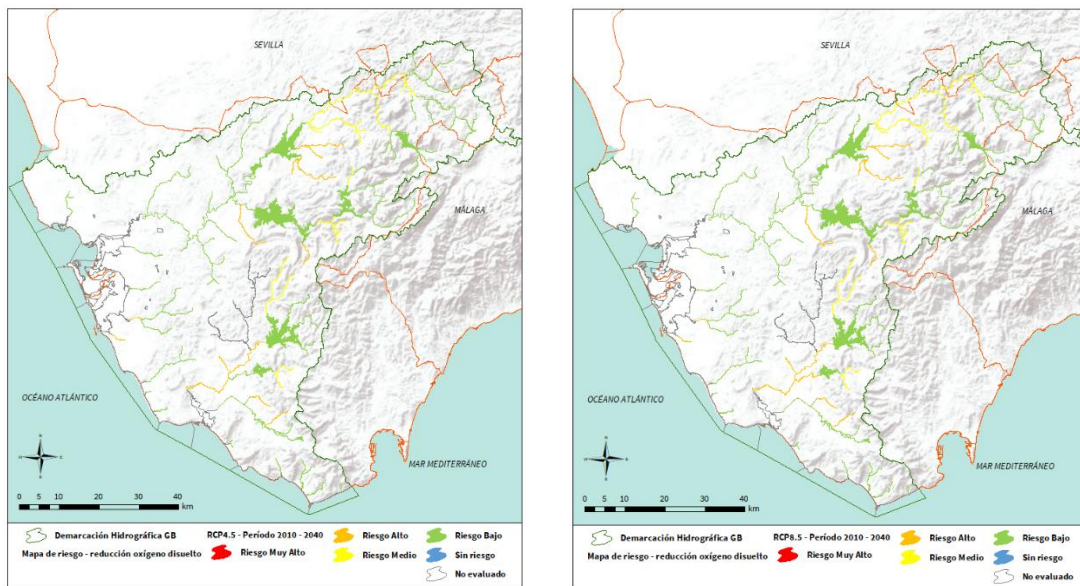 SEVILLA
MÁLAGA
OCÉANO ATLÁNTICO
MAR MEDITERRÁNEO
0 5 10 20 30 40
km
Demarcación Hidrográfica GB
RCP4.5 - Período 2010 - 2040
Riesgo Alto
Riesgo Bajo
Mapa de riesgo - reducción oxígeno disuelto
Riesgo Muy Alto
Riesgo Medio
Sin riesgo
No evaluado
SEVILLA
MÁLAGA
OCÉANO ATLÁNTICO
MAR MEDITERRÁNEO
0 5 10 20 30 40
km
Demarcación Hidrográfica GB
RCP8.5 - Período 2010 - 2040
Riesgo Alto
Riesgo Bajo
Mapa de riesgo - reducción oxígeno disuelto
Riesgo Muy Alto
Riesgo Medio
Sin riesgo
No evaluado